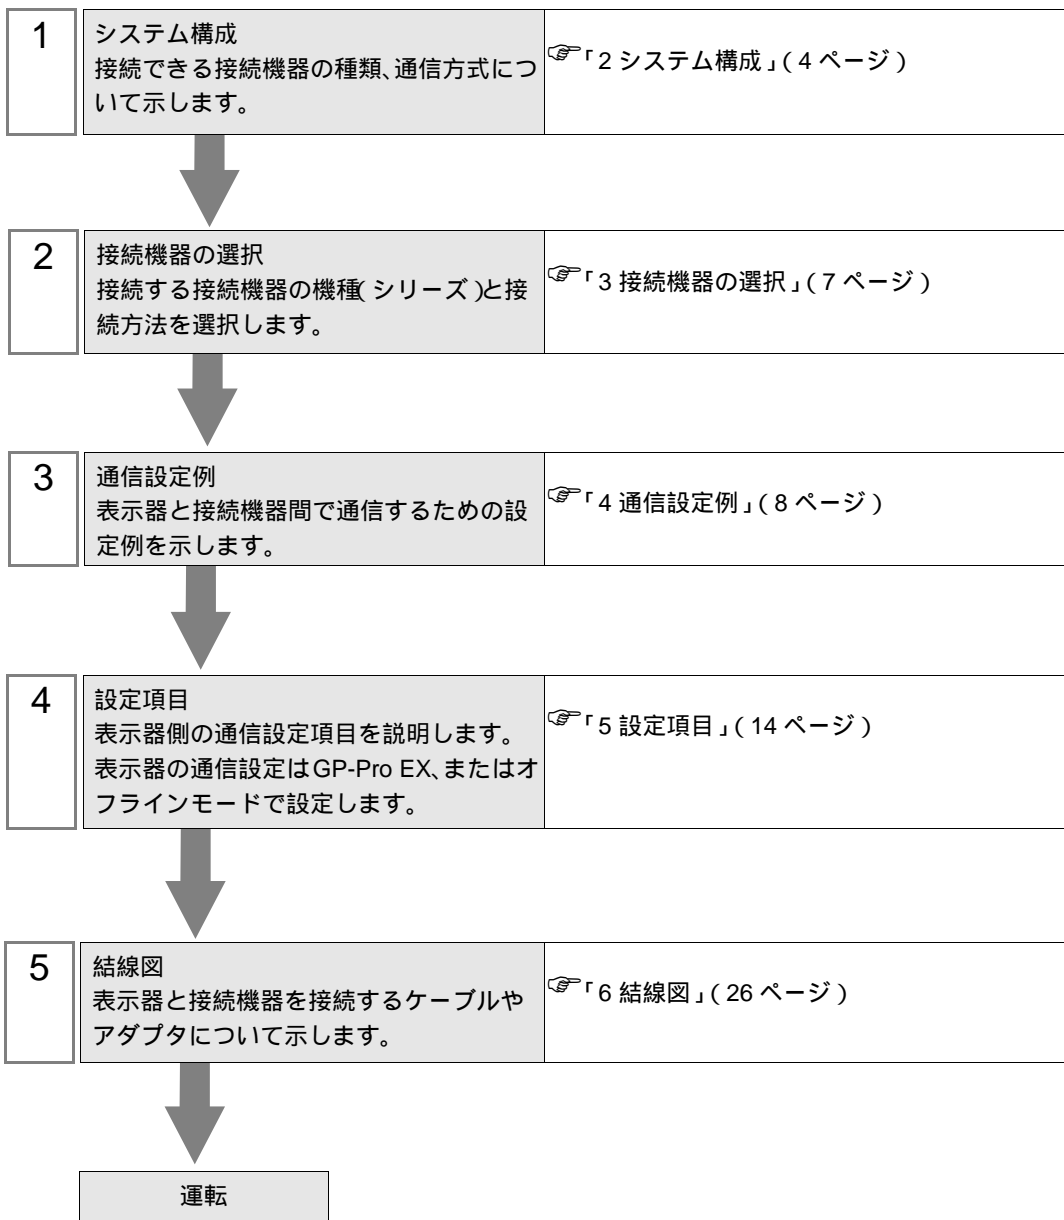 1
システム構成
接続できる接続機器の種類、通信方式につ
いて示します。
☞「2 システム構成」( 4 ページ )
2
接続機器の選択
接続する接続機器の機種( シリーズ )と接
続方法を選択します。
☞「3 接続機器の選択」( 7 ページ )
3
通信設定例
表示器と接続機器間で通信するための設
定例を示します。
☞「4 通信設定例」( 8 ページ )
4
設定項目
表示器側の通信設定項目を説明します。
表示器の通信設定はGP-Pro EX、またはオ
フラインモードで設定します。
☞「5 設定項目」( 14 ページ )
5
結線図
表示器と接続機器を接続するケーブルや
アダプタについて示します。
☞「6 結線図」( 26 ページ )
運転